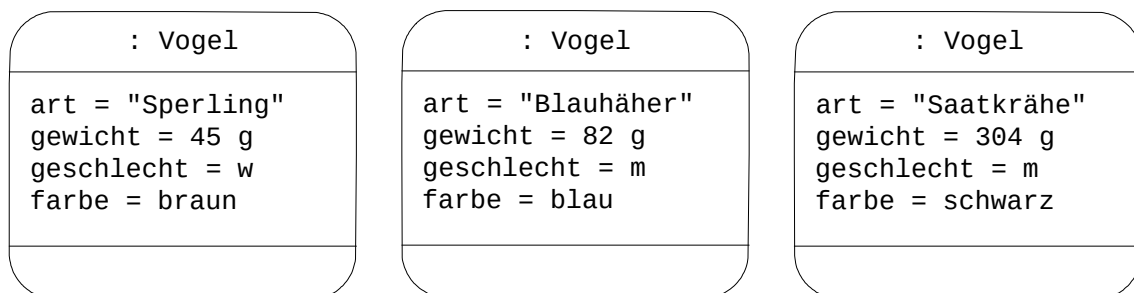 : Vogel
art = "Sperling"
gewicht = 45 g
geschlecht = w
farbe = braun
: Vogel
art = "Blauhäher"
gewicht = 82 g
geschlecht = m
farbe = blau
: Vogel
art = "Saatkrähe"
gewicht = 304 g
geschlecht = m
farbe = schwarz